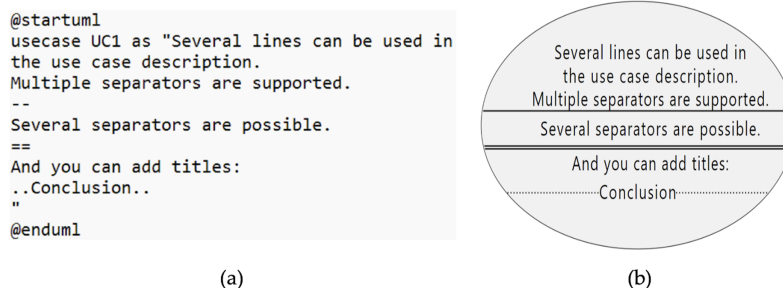 @startuml
usecase UC1 as "Several lines can be used in
the use case description.
Multiple separators are supported.
--
Several separators are possible.
==
And you can add titles:
..Conclusion..
"
@enduml
(a)
Several lines can be used in
the use case description.
Multiple separators are supported.
Several separators are possible.
And you can add titles:
Conclusion
(b)